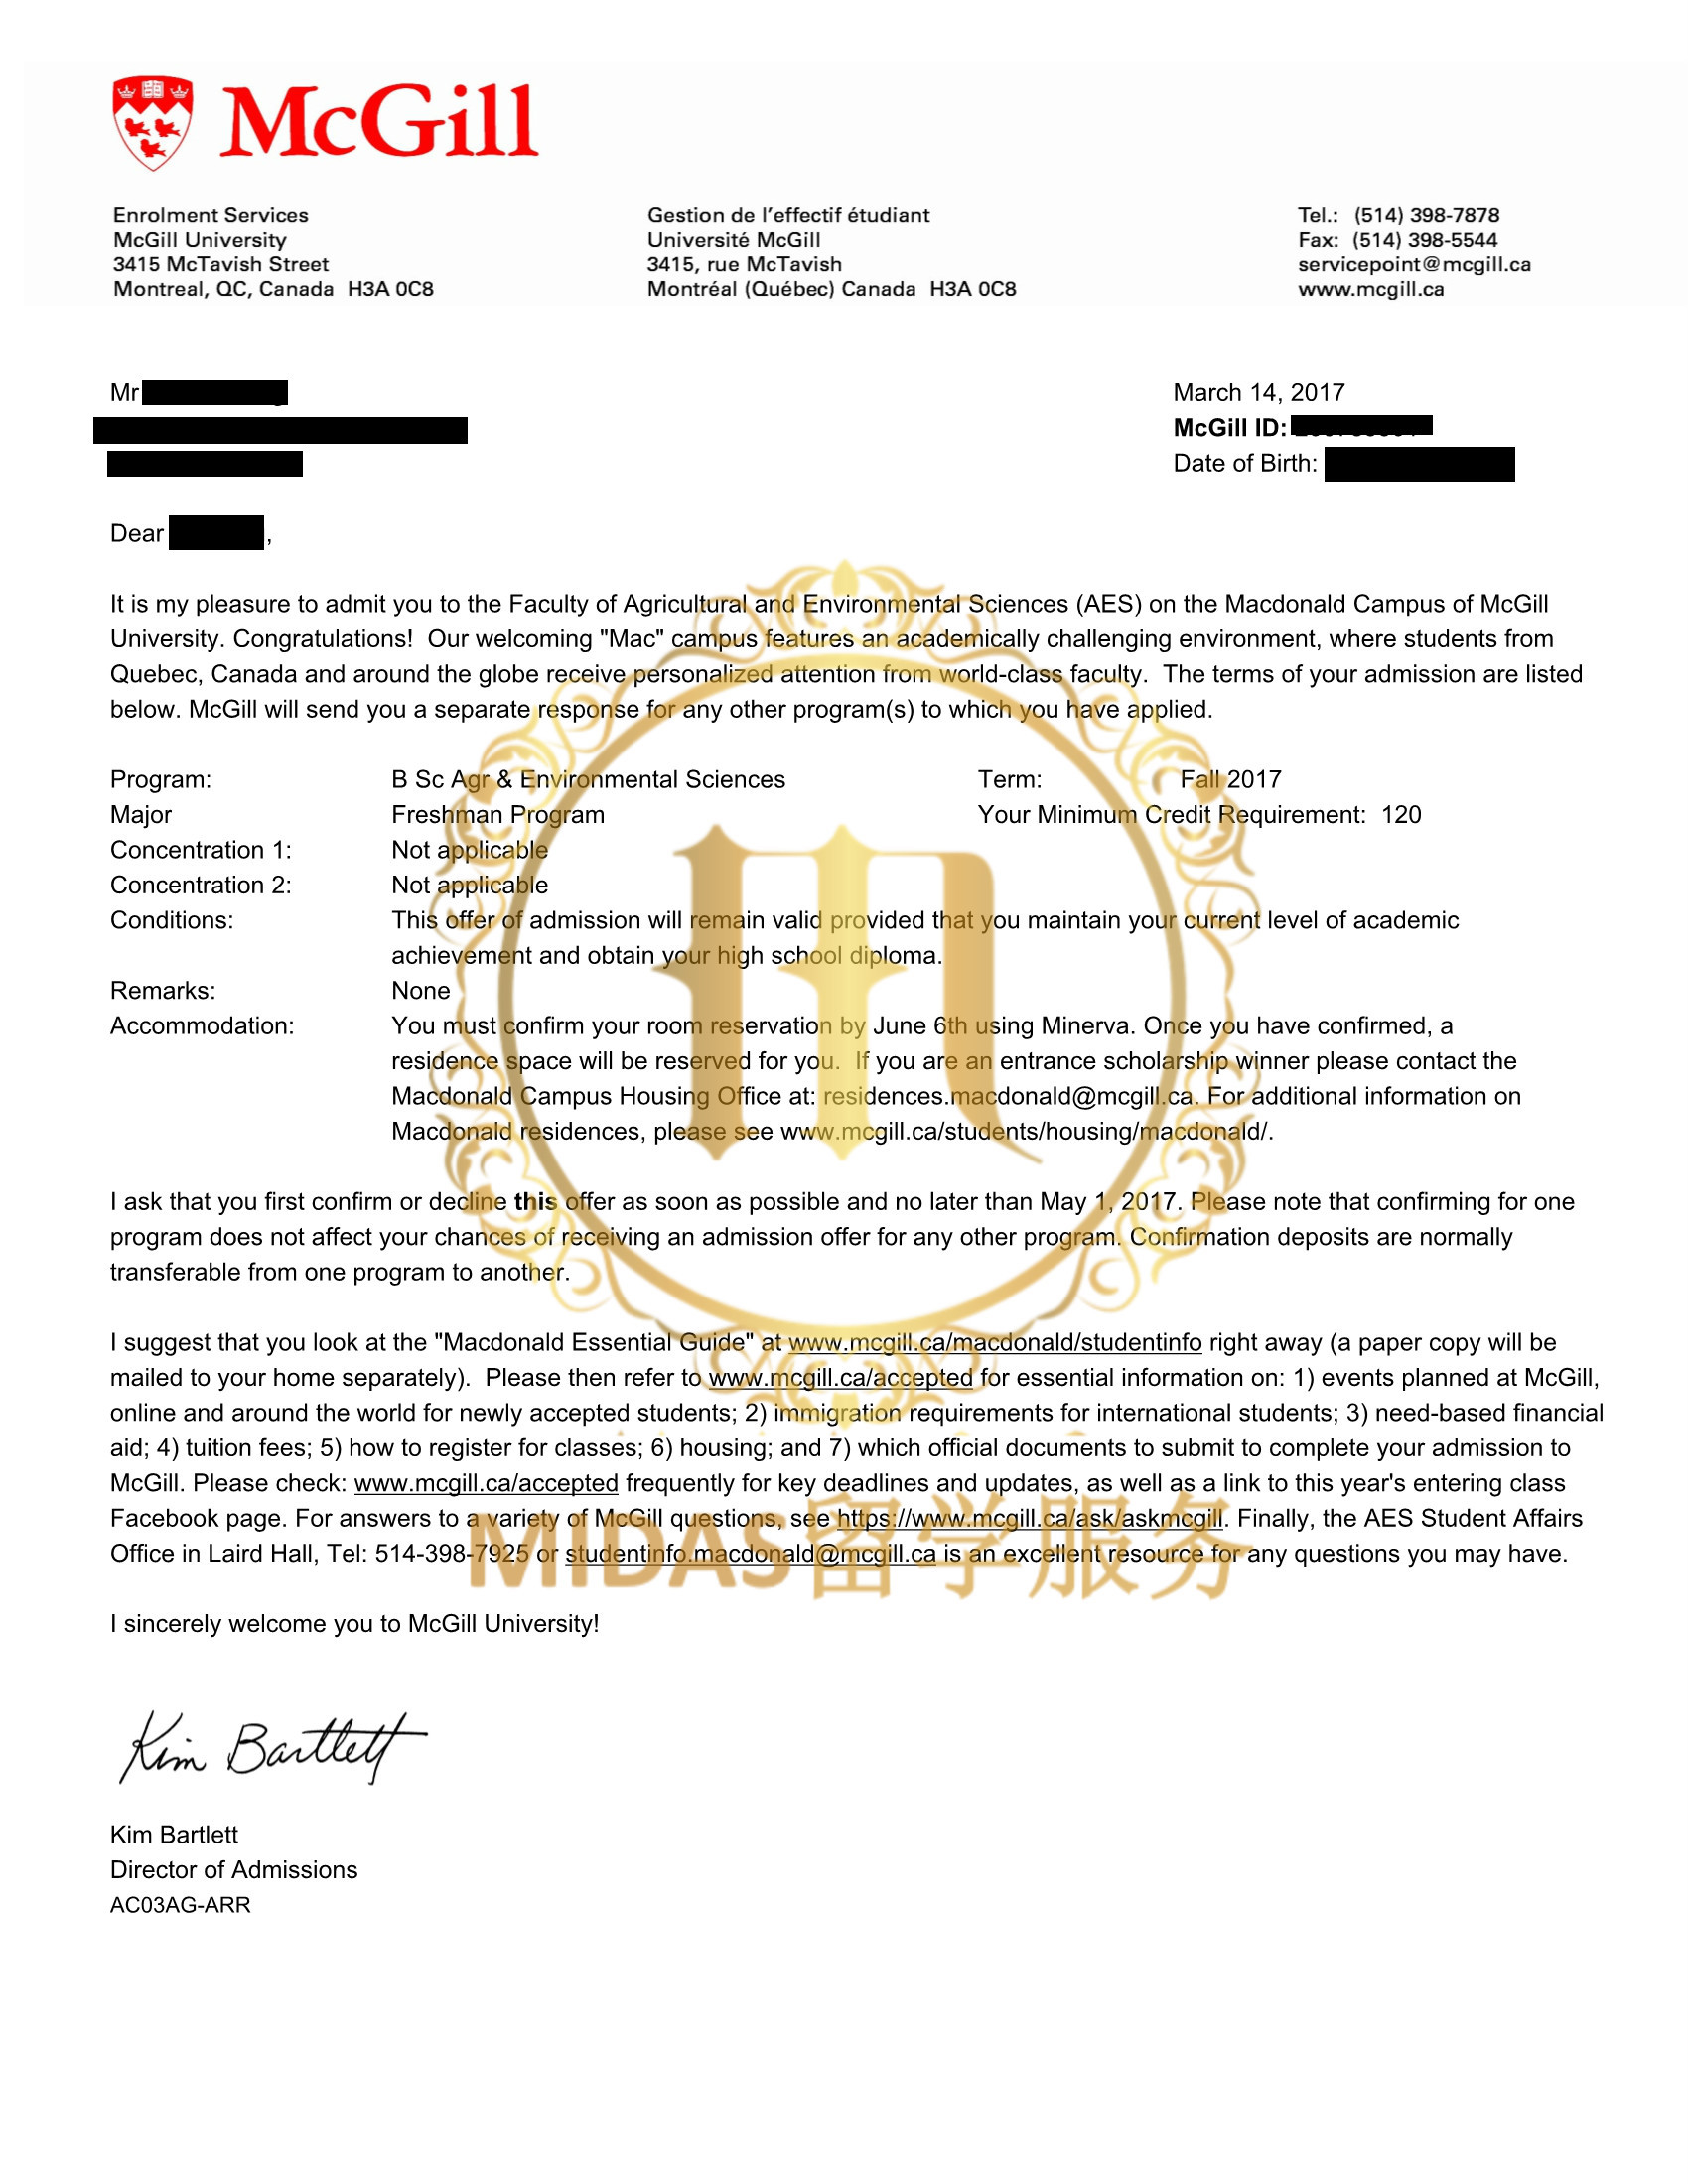 McGill
Enrolment Services
McGill University
3415 McTavish Street
Montreal, QC, Canada  H3A 0C8
Gestion de l'effectif étudiant
Université McGill
3415, rue McTavish
Montréal (Québec) Canada  H3A 0C8
Tel.:  (514) 398-7878
Fax:  (514) 398-5544
servicepoint@mcgill.ca
www.mcgill.ca
Mr
March 14, 2017
McGill ID:
Date of Birth:
Dear ,
It is my pleasure to admit you to the Faculty of Agricultural and Environmental Sciences (AES) on the Macdonald Campus of McGill
University. Congratulations!  Our welcoming "Mac" campus features an academically challenging environment, where students from
Quebec, Canada and around the globe receive personalized attention from world-class faculty.  The terms of your admission are listed
below. McGill will send you a separate response for any other program(s) to which you have applied.
Program: B Sc Agr & Environmental Sciences Term: Fall 2017
Major Freshman Program Your Minimum Credit Requirement:  120
Concentration 1: Not applicable
Concentration 2: Not applicable
Conditions: This offer of admission will remain valid provided that you maintain your current level of academic
achievement and obtain your high school diploma.
Remarks: None
Accommodation: You must confirm your room reservation by June 6th using Minerva. Once you have confirmed, a
residence space will be reserved for you.  If you are an entrance scholarship winner please contact the
Macdonald Campus Housing Office at: residences.macdonald@mcgill.ca. For additional information on
Macdonald residences, please see www.mcgill.ca/students/housing/macdonald/.
I ask that you first confirm or decline this offer as soon as possible and no later than May 1, 2017. Please note that confirming for one
program does not affect your chances of receiving an admission offer for any other program. Confirmation deposits are normally
transferable from one program to another.
I suggest that you look at the "Macdonald Essential Guide" at www.mcgill.ca/macdonald/studentinfo right away (a paper copy will be
mailed to your home separately).  Please then refer to www.mcgill.ca/accepted for essential information on: 1) events planned at McGill,
online and around the world for newly accepted students; 2) immigration requirements for international students; 3) need-based financial
aid; 4) tuition fees; 5) how to register for classes; 6) housing; and 7) which official documents to submit to complete your admission to
McGill. Please check: www.mcgill.ca/accepted frequently for key deadlines and updates, as well as a link to this year's entering class
Facebook page. For answers to a variety of McGill questions, see https://www.mcgill.ca/ask/askmcgill. Finally, the AES Student Affairs
Office in Laird Hall, Tel: 514-398-7925 or studentinfo.macdonald@mcgill.ca is an excellent resource for any questions you may have.
MIDAS留学服务
I sincerely welcome you to McGill University!
Kim Bartlett
Kim Bartlett
Director of Admissions
AC03AG-ARR